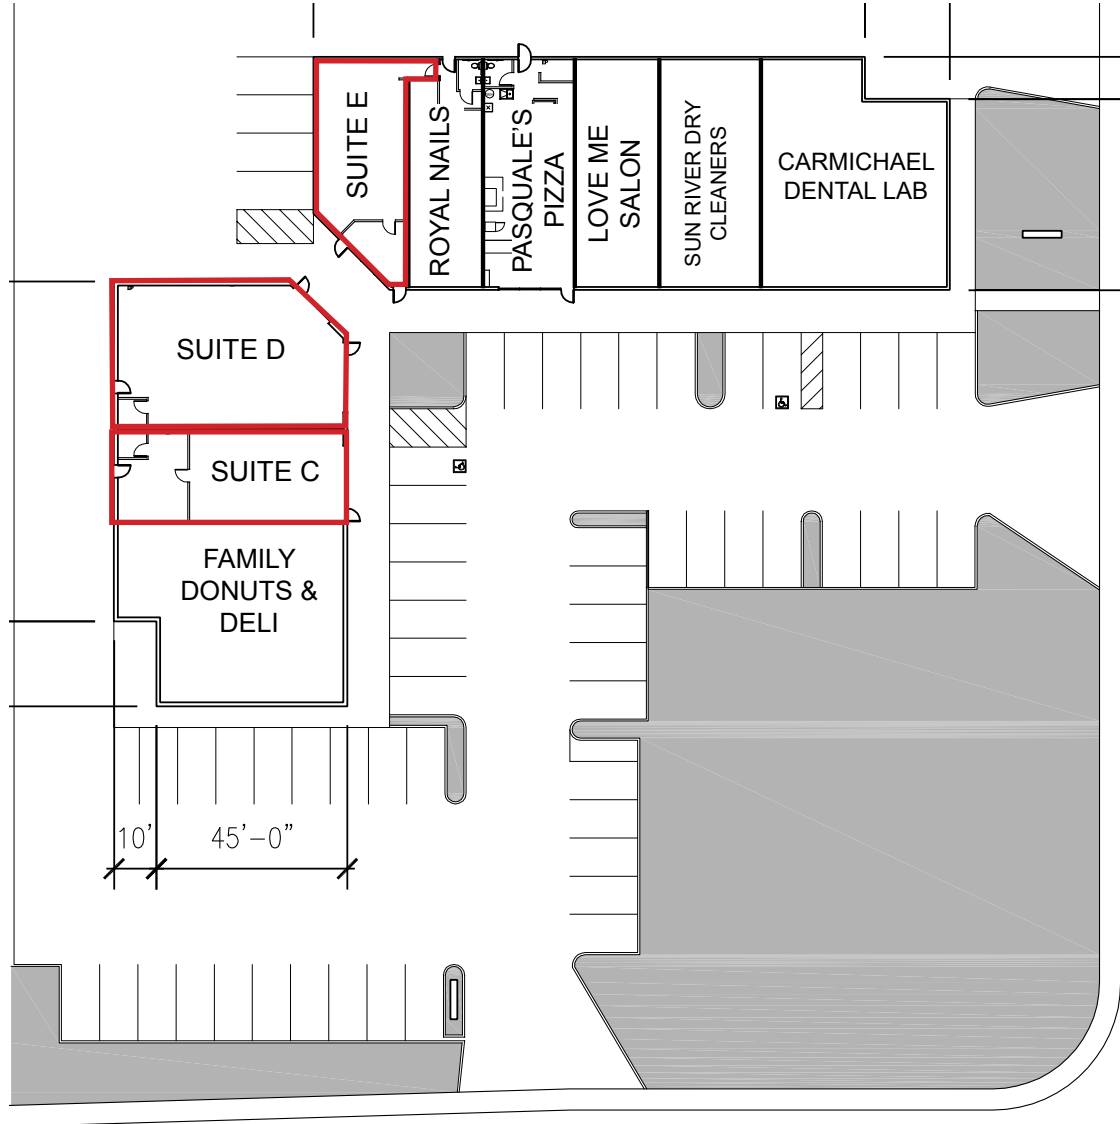 SUITE E
ROYAL NAILS
PASQUALE'S
PIZZA
LOVE ME
SALON
SUN RIVER DRY
CLEANERS
CARMICHAEL
DENTAL LAB
SUITE D
SUITE C
FAMILY
DONUTS &
DELI
10'
45'-0"